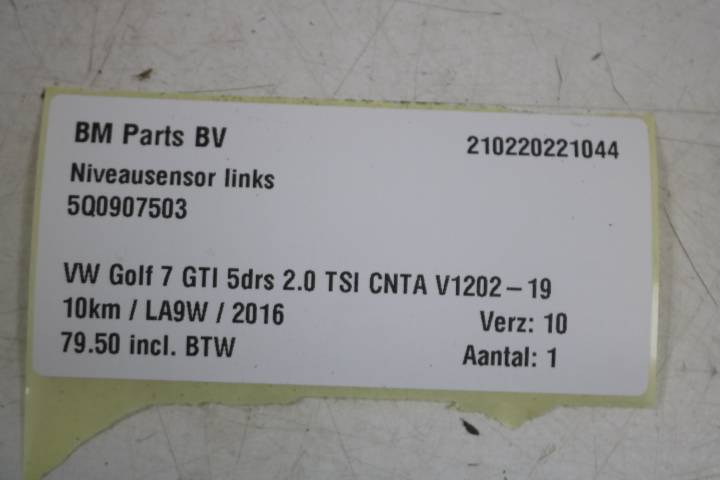 BM Parts BV 210220221044
Niveausensor links
5Q0907503
VW Golf 7 GTI 5drs 2.0 TSI CNTA V1202-19
10km / LA9W / 2016 Verz: 10
79.50 incl. BTW Aantal: 1